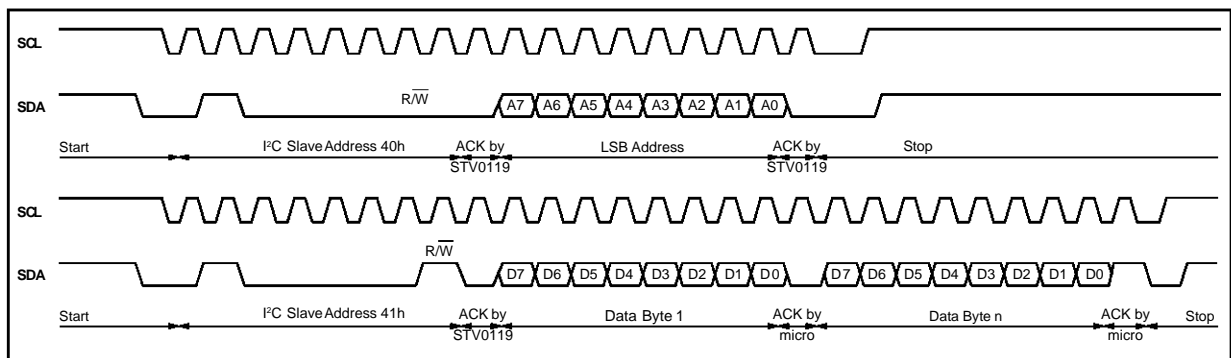 SCL
R/W
SDA
A7 A6 A5 A4 A3 A2 A1 A0
Start
I²C Slave Address 40h
ACK by
STV0119
LSB Address
ACK by
STV0119
Stop
SCL
R/W
SDA
D7 D6 D5 D4 D3 D2 D1 D0
D7 D6 D5 D4 D3 D2 D1 D0
Start
I²C Slave Address 41h
ACK by
STV0119
Data Byte 1
ACK by
micro
Data Byte n
ACK by
micro
Stop